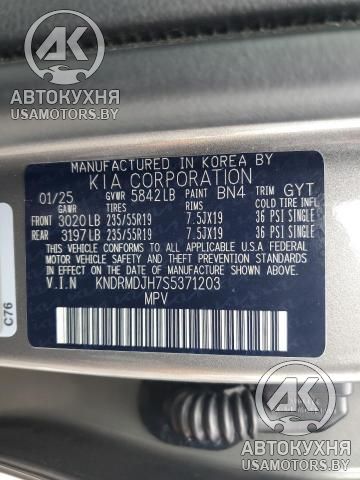 АВТОКУХНЯ
USAMOTORS.BY
АВТОКУХНЯ
USAMOTORS.BY
MANUFACTURED IN KOREA BY
KIA CORPORATION
01/25 GVWR 5842LB PAINT BN4 TRIM GYT
GAWR TIRES RIMS COLD TIRE INFL
FRONT 3020LB 235/55R19 7.5JX19 36 PSI SINGLE
REAR 3197LB 235/55R19 7.5JX19 36 PSI SINGLE
THIS VEHICLE CONFORMS TO ALL APPLICABLE
U.S. FEDERAL MOTOR VEHICLE SAFETY
STANDARDS IN EFFECT ON THE DATE
OF MANUFACTURE SHOWN ABOVE.
V.I.N KNDRMDJH7S5371203
MPV
C76
АВТОКУХНЯ
USAMOTORS.BY